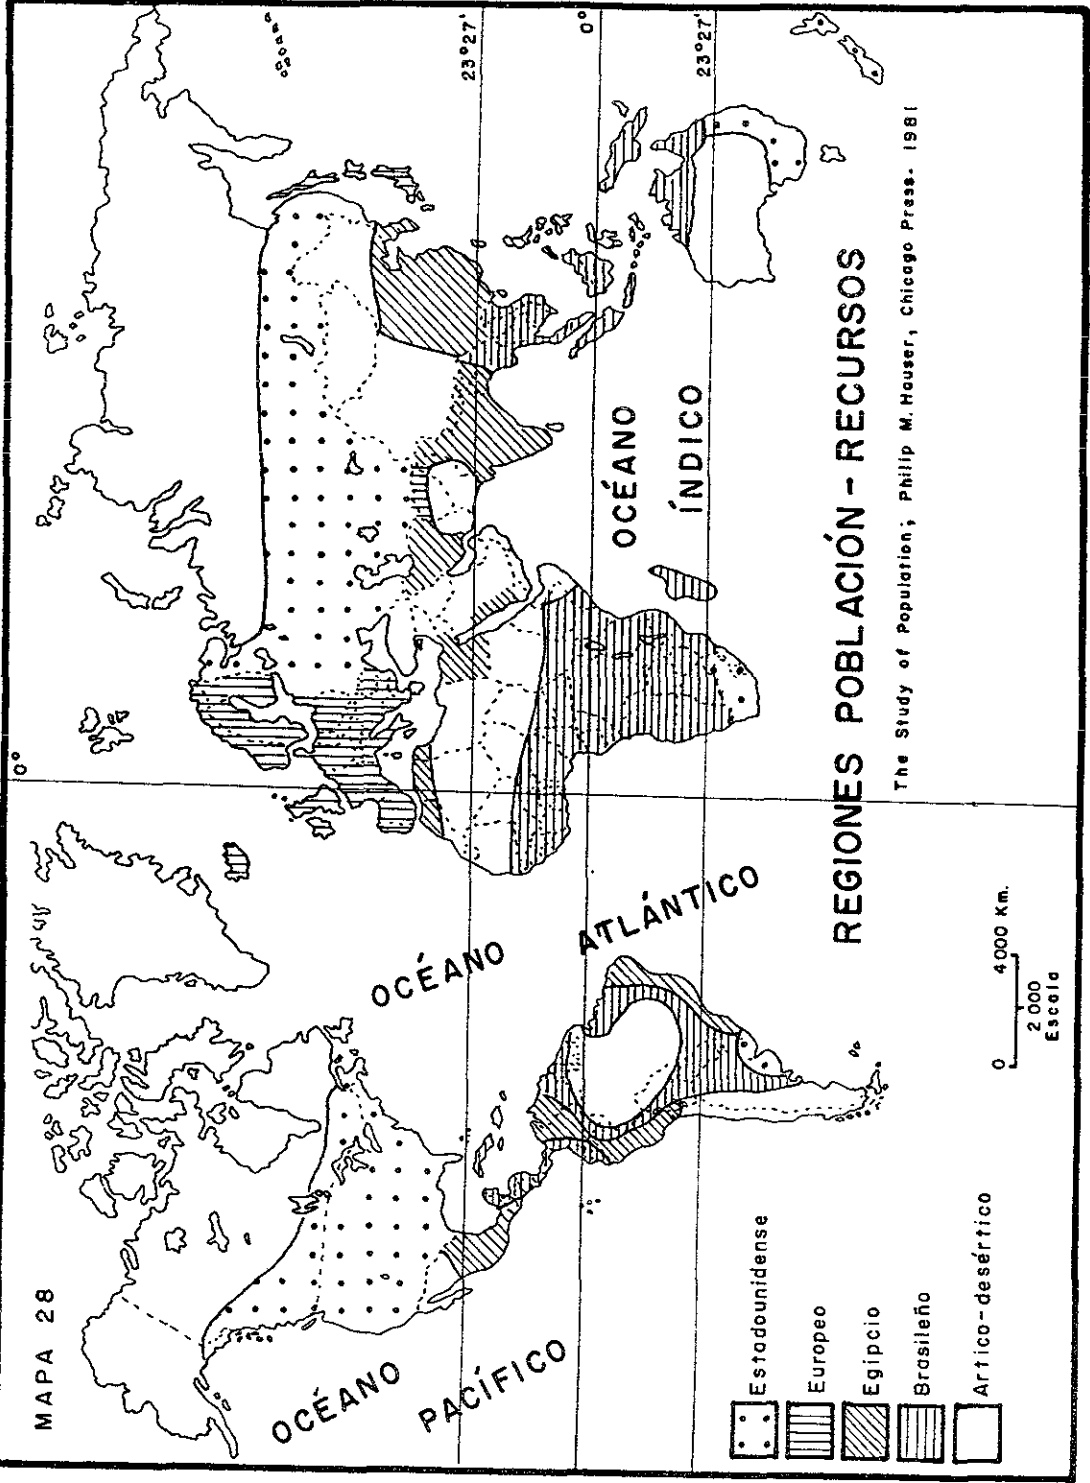 MAPA 28
0°
23°27'
0°
23°27'
OCÉANO
PACÍFICO
OCÉANO
ATLÁNTICO
OCÉANO
ÍNDICO
Estadounidense
Europeo
Egipcio
Brasileño
Artico-desértico
0 4000 Km.
2 000
Escala
REGIONES POBLACIÓN - RECURSOS
The Study of Population; Philip M. Hauser, Chicago Press. 1981